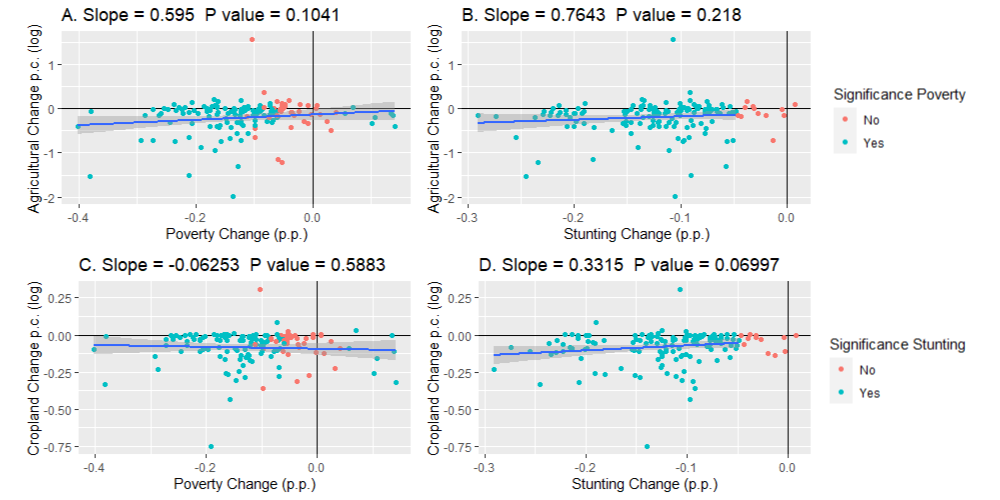 A. Slope = 0.595  P value = 0.1041
Agricultural Change p.c. (log)
1
0
-1
-2
-0.4
-0.2
0.0
Poverty Change (p.p.)
B. Slope = 0.7643  P value = 0.218
Agricultural Change p.c. (log)
1
0
-1
-2
-0.3
-0.2
-0.1
0.0
Stunting Change (p.p.)
Significance Poverty
No
Yes
C. Slope = -0.06253  P value = 0.5883
Cropland Change p.c. (log)
0.25
0.00
-0.25
-0.50
-0.75
-0.4
-0.2
0.0
Poverty Change (p.p.)
D. Slope = 0.3315  P value = 0.06997
Cropland Change p.c. (log)
0.25
0.00
-0.25
-0.50
-0.75
-0.3
-0.2
-0.1
0.0
Stunting Change (p.p.)
Significance Stunting
No
Yes